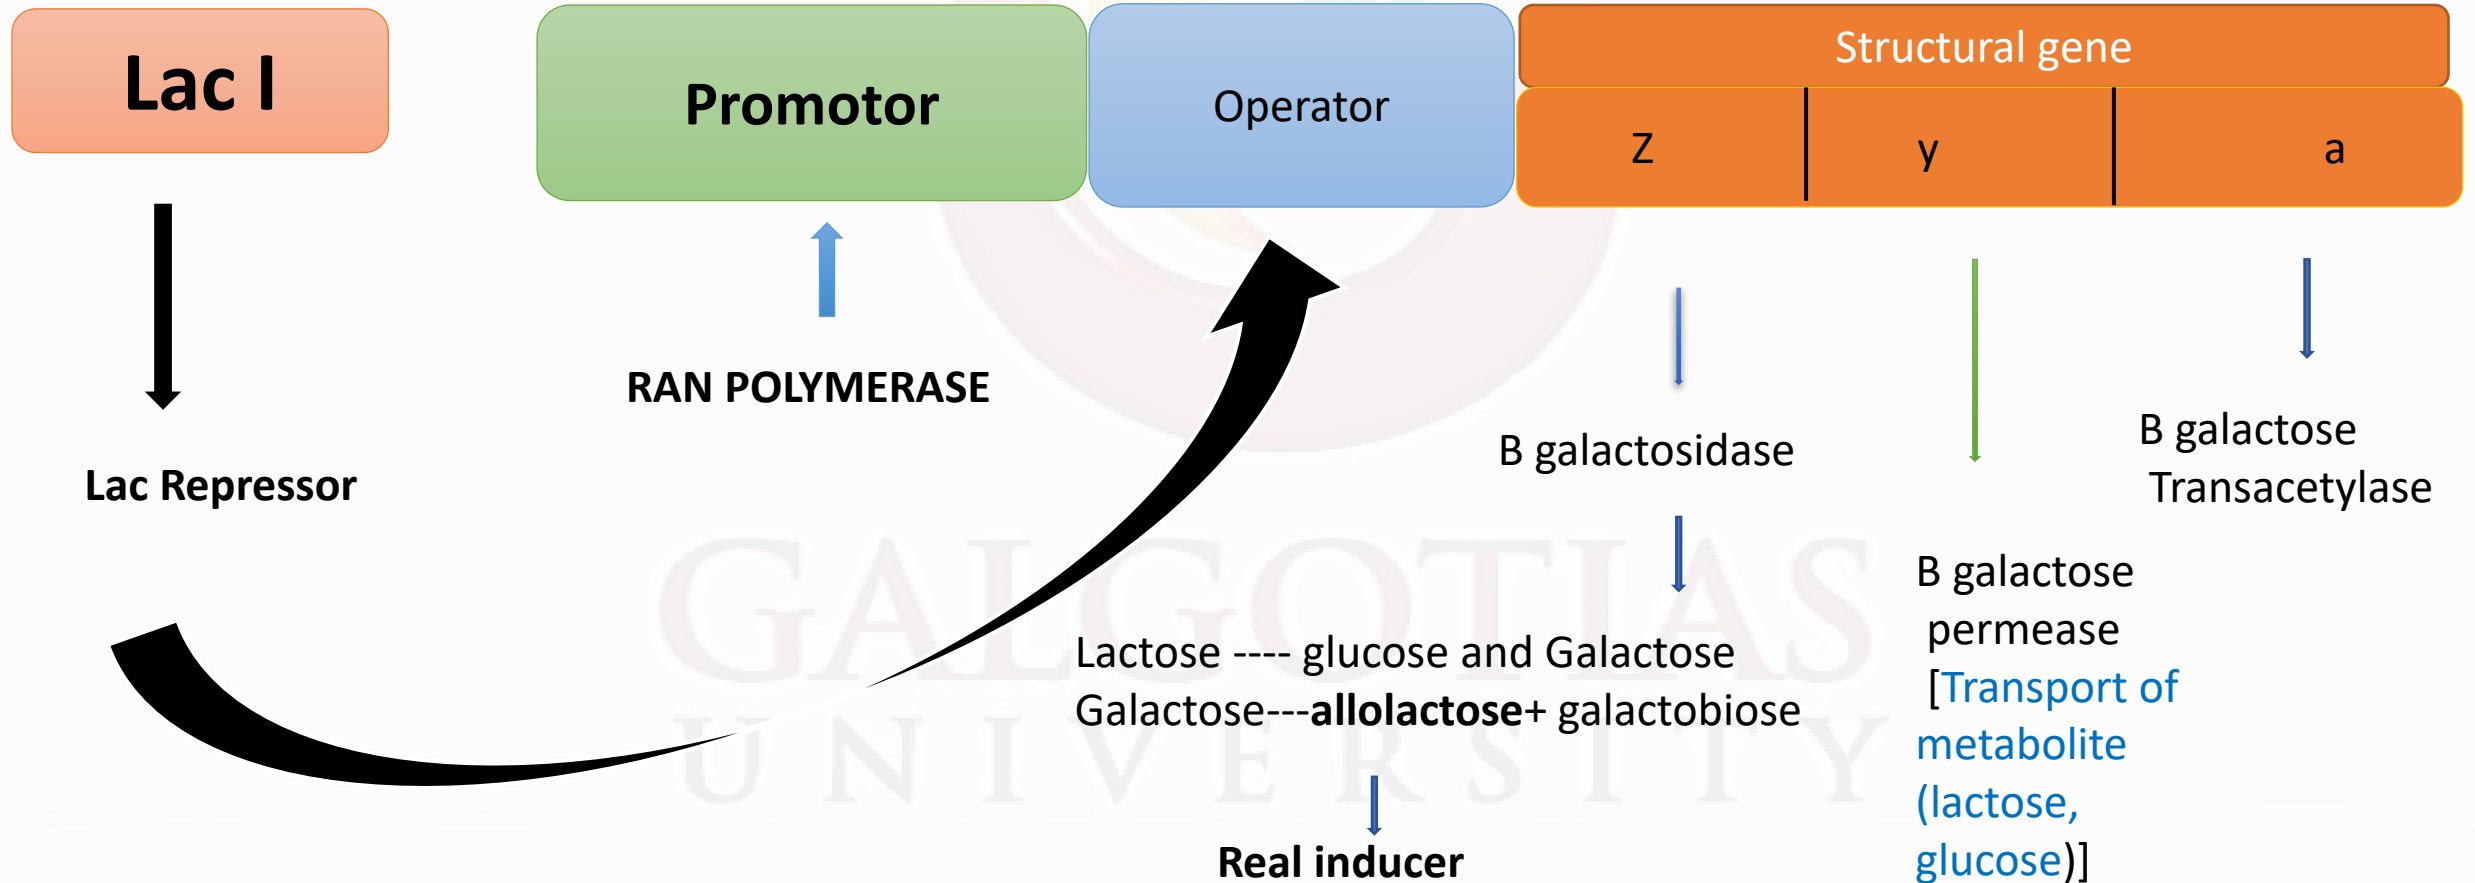 Lac I
Promotor
Operator
Structural gene
Z
y
a
RAN POLYMERASE
Lac Repressor
B galactosidase
B galactose
Transacetylase
B galactose
permease
[Transport of
metabolite
(lactose,
glucose)]
Lactose ---- glucose and Galactose
Galactose---allolactose+ galactobiose
Real inducer
GALGOTIAS
UNIVERSITY